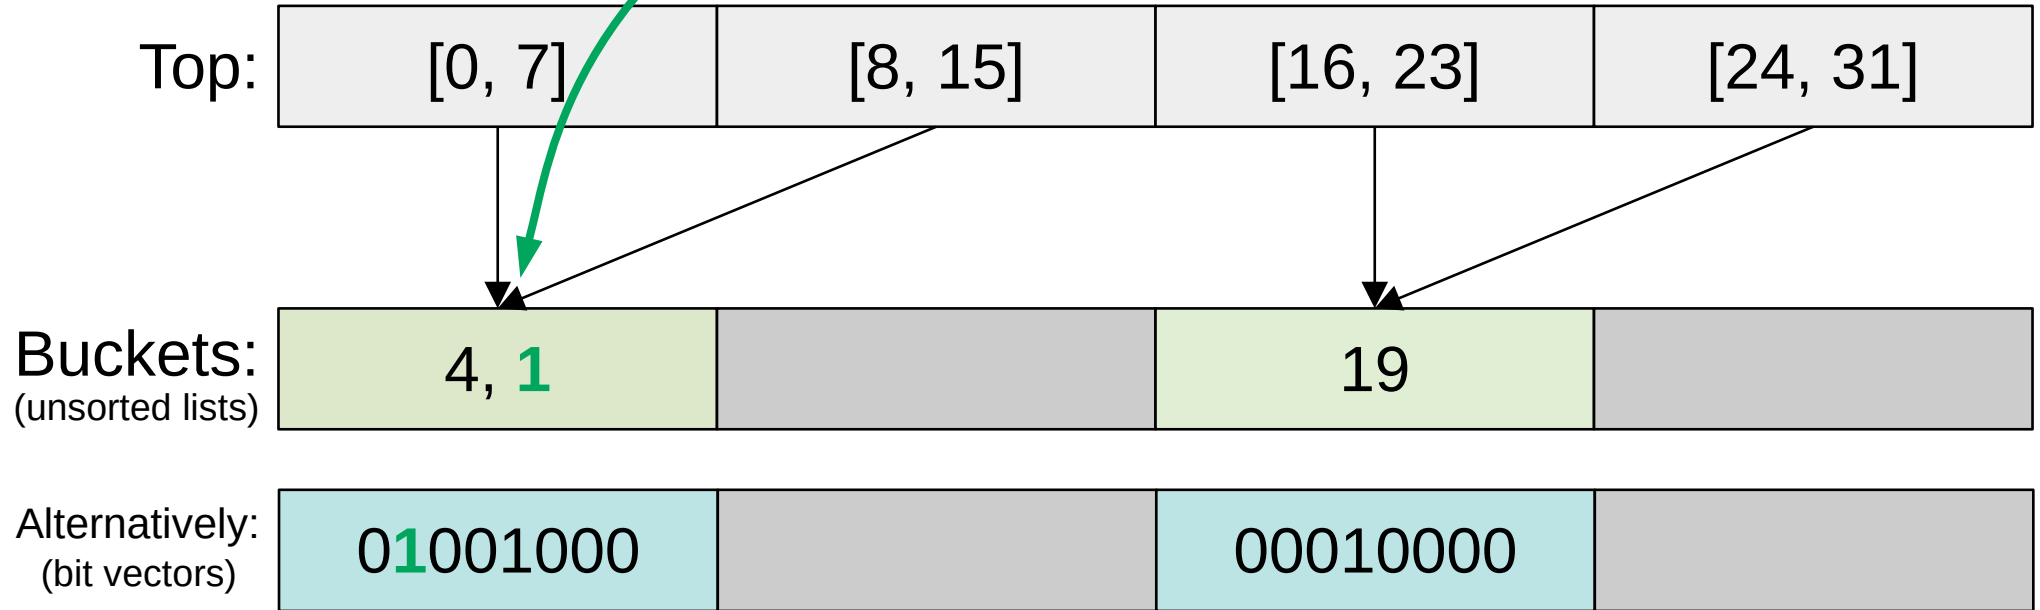 Top: [0, 7] [8, 15] [16, 23] [24, 31]
Buckets: 4, 1 19
(unsorted lists)
Alternatively: 01001000 00010000
(bit vectors)